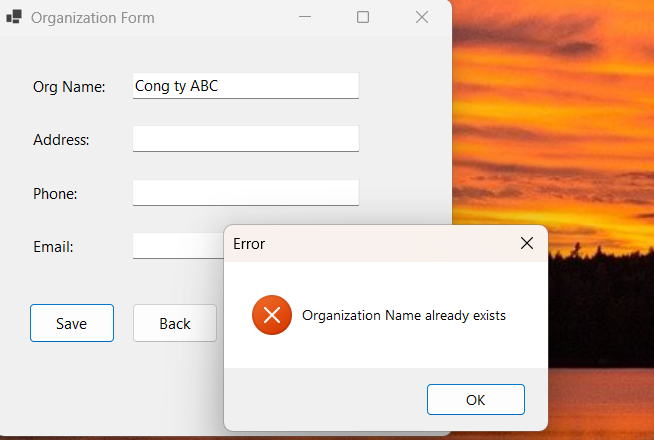 Organization Form
Org Name: Cong ty ABC
Address:
Phone:
Email:
Error
Organization Name already exists
Save Back
OK